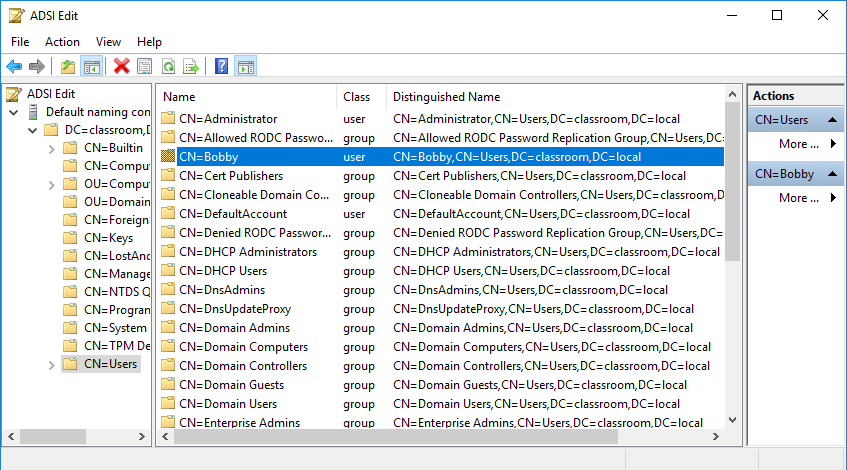 ADSI Edit
File Action View Help
ADSI Edit
Default naming con
DC=classroom,D
CN=Builtin
CN=Comput
OU=Comput
OU=Domain
CN=Foreign
CN=Keys
CN=LostAnd
CN=Manage
CN=NTDS Q
CN=Program
CN=System
CN=TPM De
CN=Users
Name Class Distinguished Name
CN=Administrator user CN=Administrator,CN=Users,DC=classroom,DC=local
CN=Allowed RODC Passwo... group CN=Allowed RODC Password Replication Group,CN=Users,DC=
CN=Bobby user CN=Bobby,CN=Users,DC=classroom,DC=local
CN=Cert Publishers group CN=Cert Publishers,CN=Users,DC=classroom,DC=local
CN=Cloneable Domain Co... group CN=Cloneable Domain Controllers,CN=Users,DC=classroom,D
CN=DefaultAccount user CN=DefaultAccount,CN=Users,DC=classroom,DC=local
CN=Denied RODC Passwor... group CN=Denied RODC Password Replication Group,CN=Users,DC=
CN=DHCP Administrators group CN=DHCP Administrators,CN=Users,DC=classroom,DC=local
CN=DHCP Users group CN=DHCP Users,CN=Users,DC=classroom,DC=local
CN=DnsAdmins group CN=DnsAdmins,CN=Users,DC=classroom,DC=local
CN=DnsUpdateProxy group CN=DnsUpdateProxy,CN=Users,DC=classroom,DC=local
CN=Domain Admins group CN=Domain Admins,CN=Users,DC=classroom,DC=local
CN=Domain Computers group CN=Domain Computers,CN=Users,DC=classroom,DC=local
CN=Domain Controllers group CN=Domain Controllers,CN=Users,DC=classroom,DC=local
CN=Domain Guests group CN=Domain Guests,CN=Users,DC=classroom,DC=local
CN=Domain Users group CN=Domain Users,CN=Users,DC=classroom,DC=local
CN=Enterprise Admins group CN=Enterprise Admins,CN=Users,DC=classroom,DC=local
Actions
CN=Users
More ...
CN=Bobby
More ...